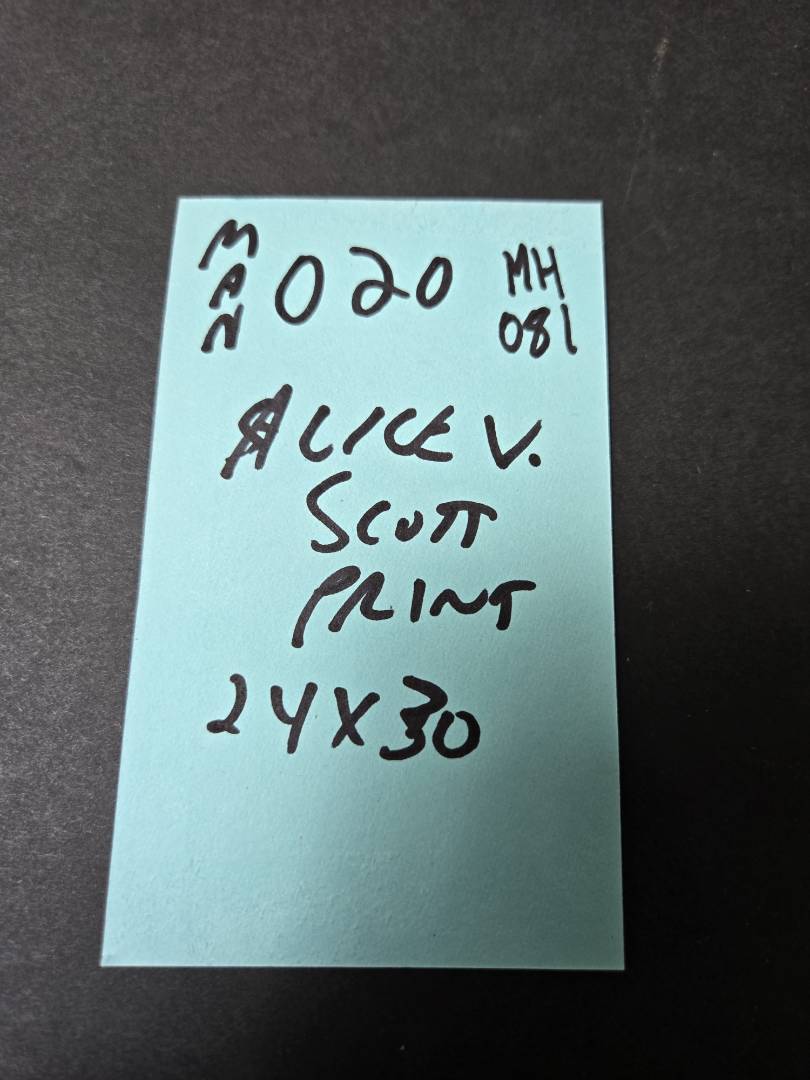 MAN 020 MH 081
ALICE V.
SCOTT
PRINT
24X30